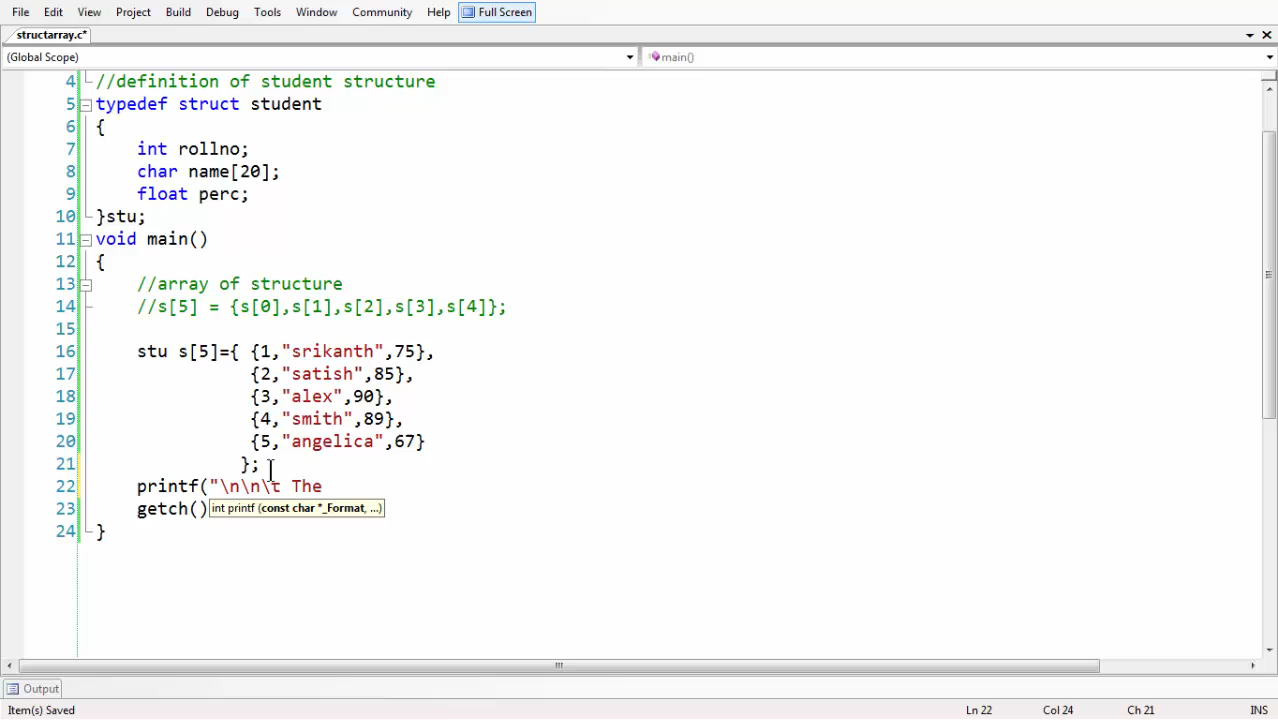 File Edit View Project Build Debug Tools Window Community Help Full Screen
structarray.c*
(Global Scope) main()
4 //definition of student structure
5 typedef struct student
6 {
7 int rollno;
8 char name[20];
9 float perc;
10 }stu;
11 void main()
12 {
13 //array of structure
14 //s[5] = {s[0],s[1],s[2],s[3],s[4]};
15
16 stu s[5]={ {1,"srikanth",75},
17 {2,"satish",85},
18 {3,"alex",90},
19 {4,"smith",89},
20 {5,"angelica",67}
21 };
22 printf("\n\n\t The
23 getch() int printf (const char *_Format, ...)
24 }
Output
Item(s) Saved Ln 22 Col 24 Ch 21 INS